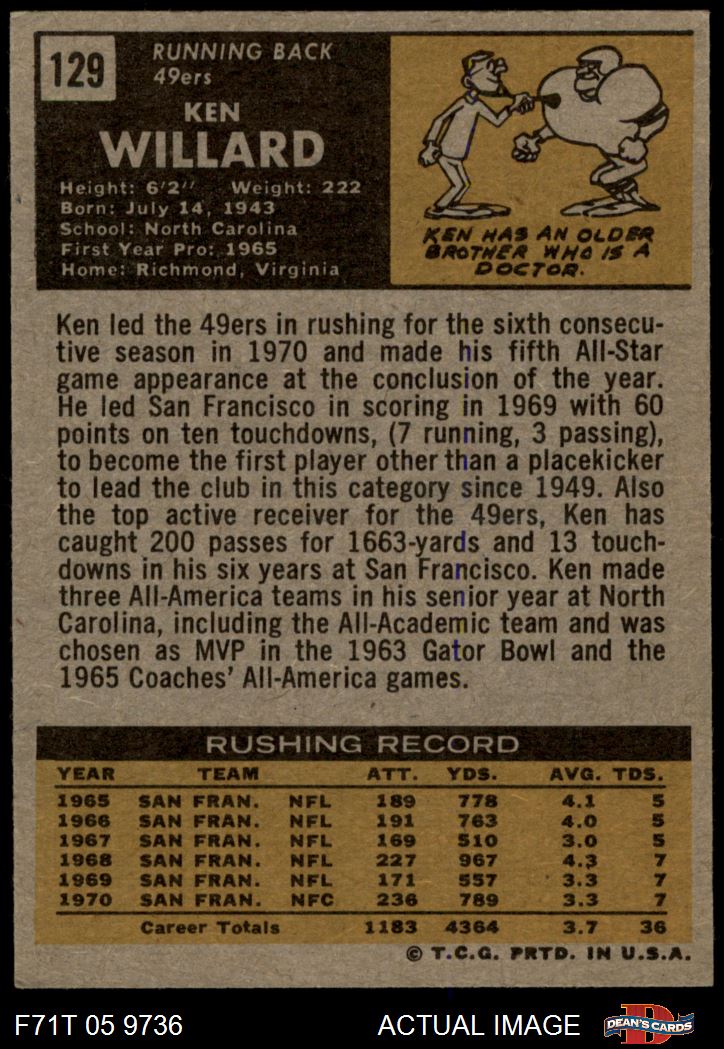 129
RUNNING BACK
49ers
KEN
WILLARD
Height: 6'2" Weight: 222
Born: July 14, 1943
School: North Carolina
First Year Pro: 1965
Home: Richmond, Virginia
KEN HAS AN OLDER
BROTHER WHO IS A
DOCTOR.
Ken led the 49ers in rushing for the sixth consecu-
tive season in 1970 and made his fifth All-Star
game appearance at the conclusion of the year.
He led San Francisco in scoring in 1969 with 60
points on ten touchdowns, (7 running, 3 passing),
to become the first player other than a placekicker
to lead the club in this category since 1949. Also
the top active receiver for the 49ers, Ken has
caught 200 passes for 1663-yards and 13 touch-
downs in his six years at San Francisco. Ken made
three All-America teams in his senior year at North
Carolina, including the All-Academic team and was
chosen as MVP in the 1963 Gator Bowl and the
1965 Coaches' All-America games.
RUSHING RECORD
YEAR TEAM ATT. YDS. AVG. TDS.
1965 SAN FRAN. NFL 189 778 4.1 5
1966 SAN FRAN. NFL 191 763 4.0 5
1967 SAN FRAN. NFL 169 510 3.0 5
1968 SAN FRAN. NFL 227 967 4.3 7
1969 SAN FRAN. NFL 171 557 3.3 7
1970 SAN FRAN. NFC 236 789 3.3 7
Career Totals 1183 4364 3.7 36
© T.C.G. PRTD. IN U.S.A.
F71T 05 9736 ACTUAL IMAGE D DEAN'S CARDS